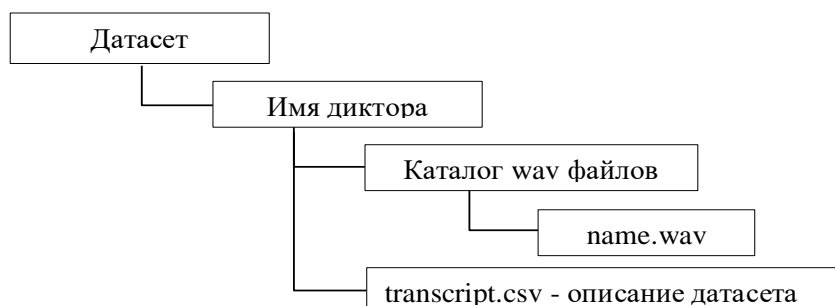 Датасет
Имя диктора
Каталог wav файлов
name.wav
transcript.csv - описание датасета